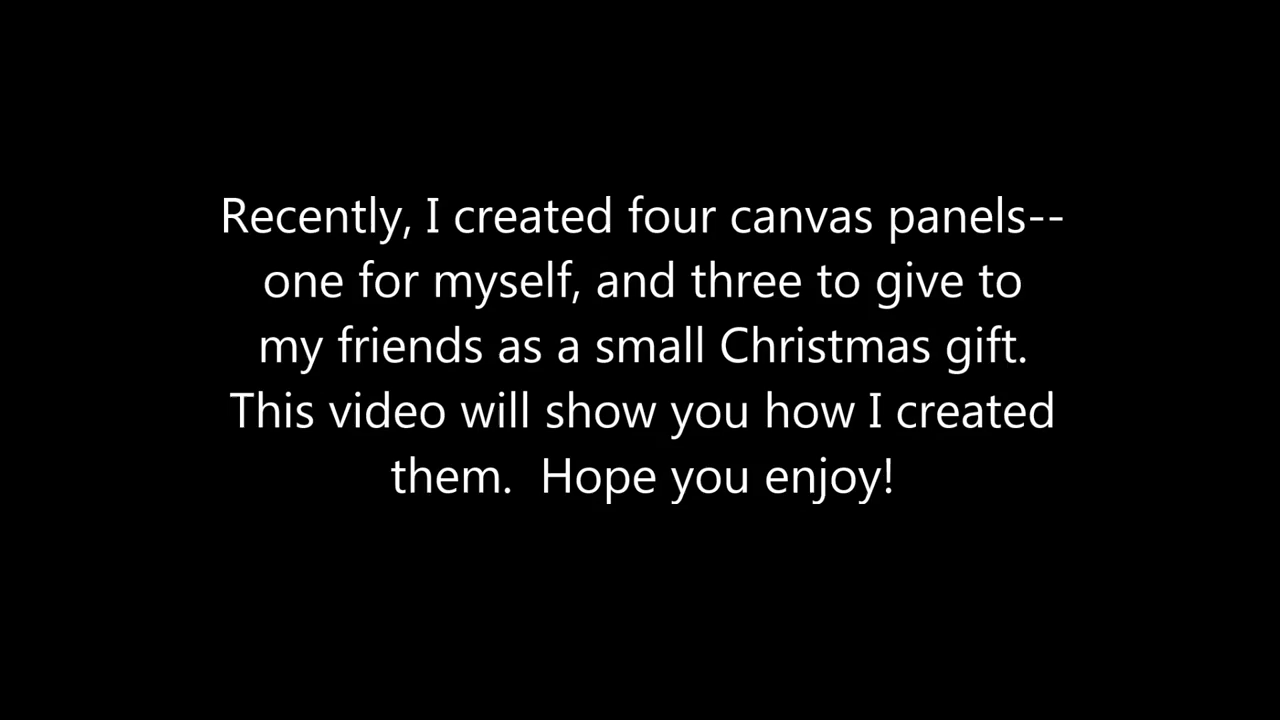 Recently, I created four canvas panels--
one for myself, and three to give to
my friends as a small Christmas gift.
This video will show you how I created
them.  Hope you enjoy!